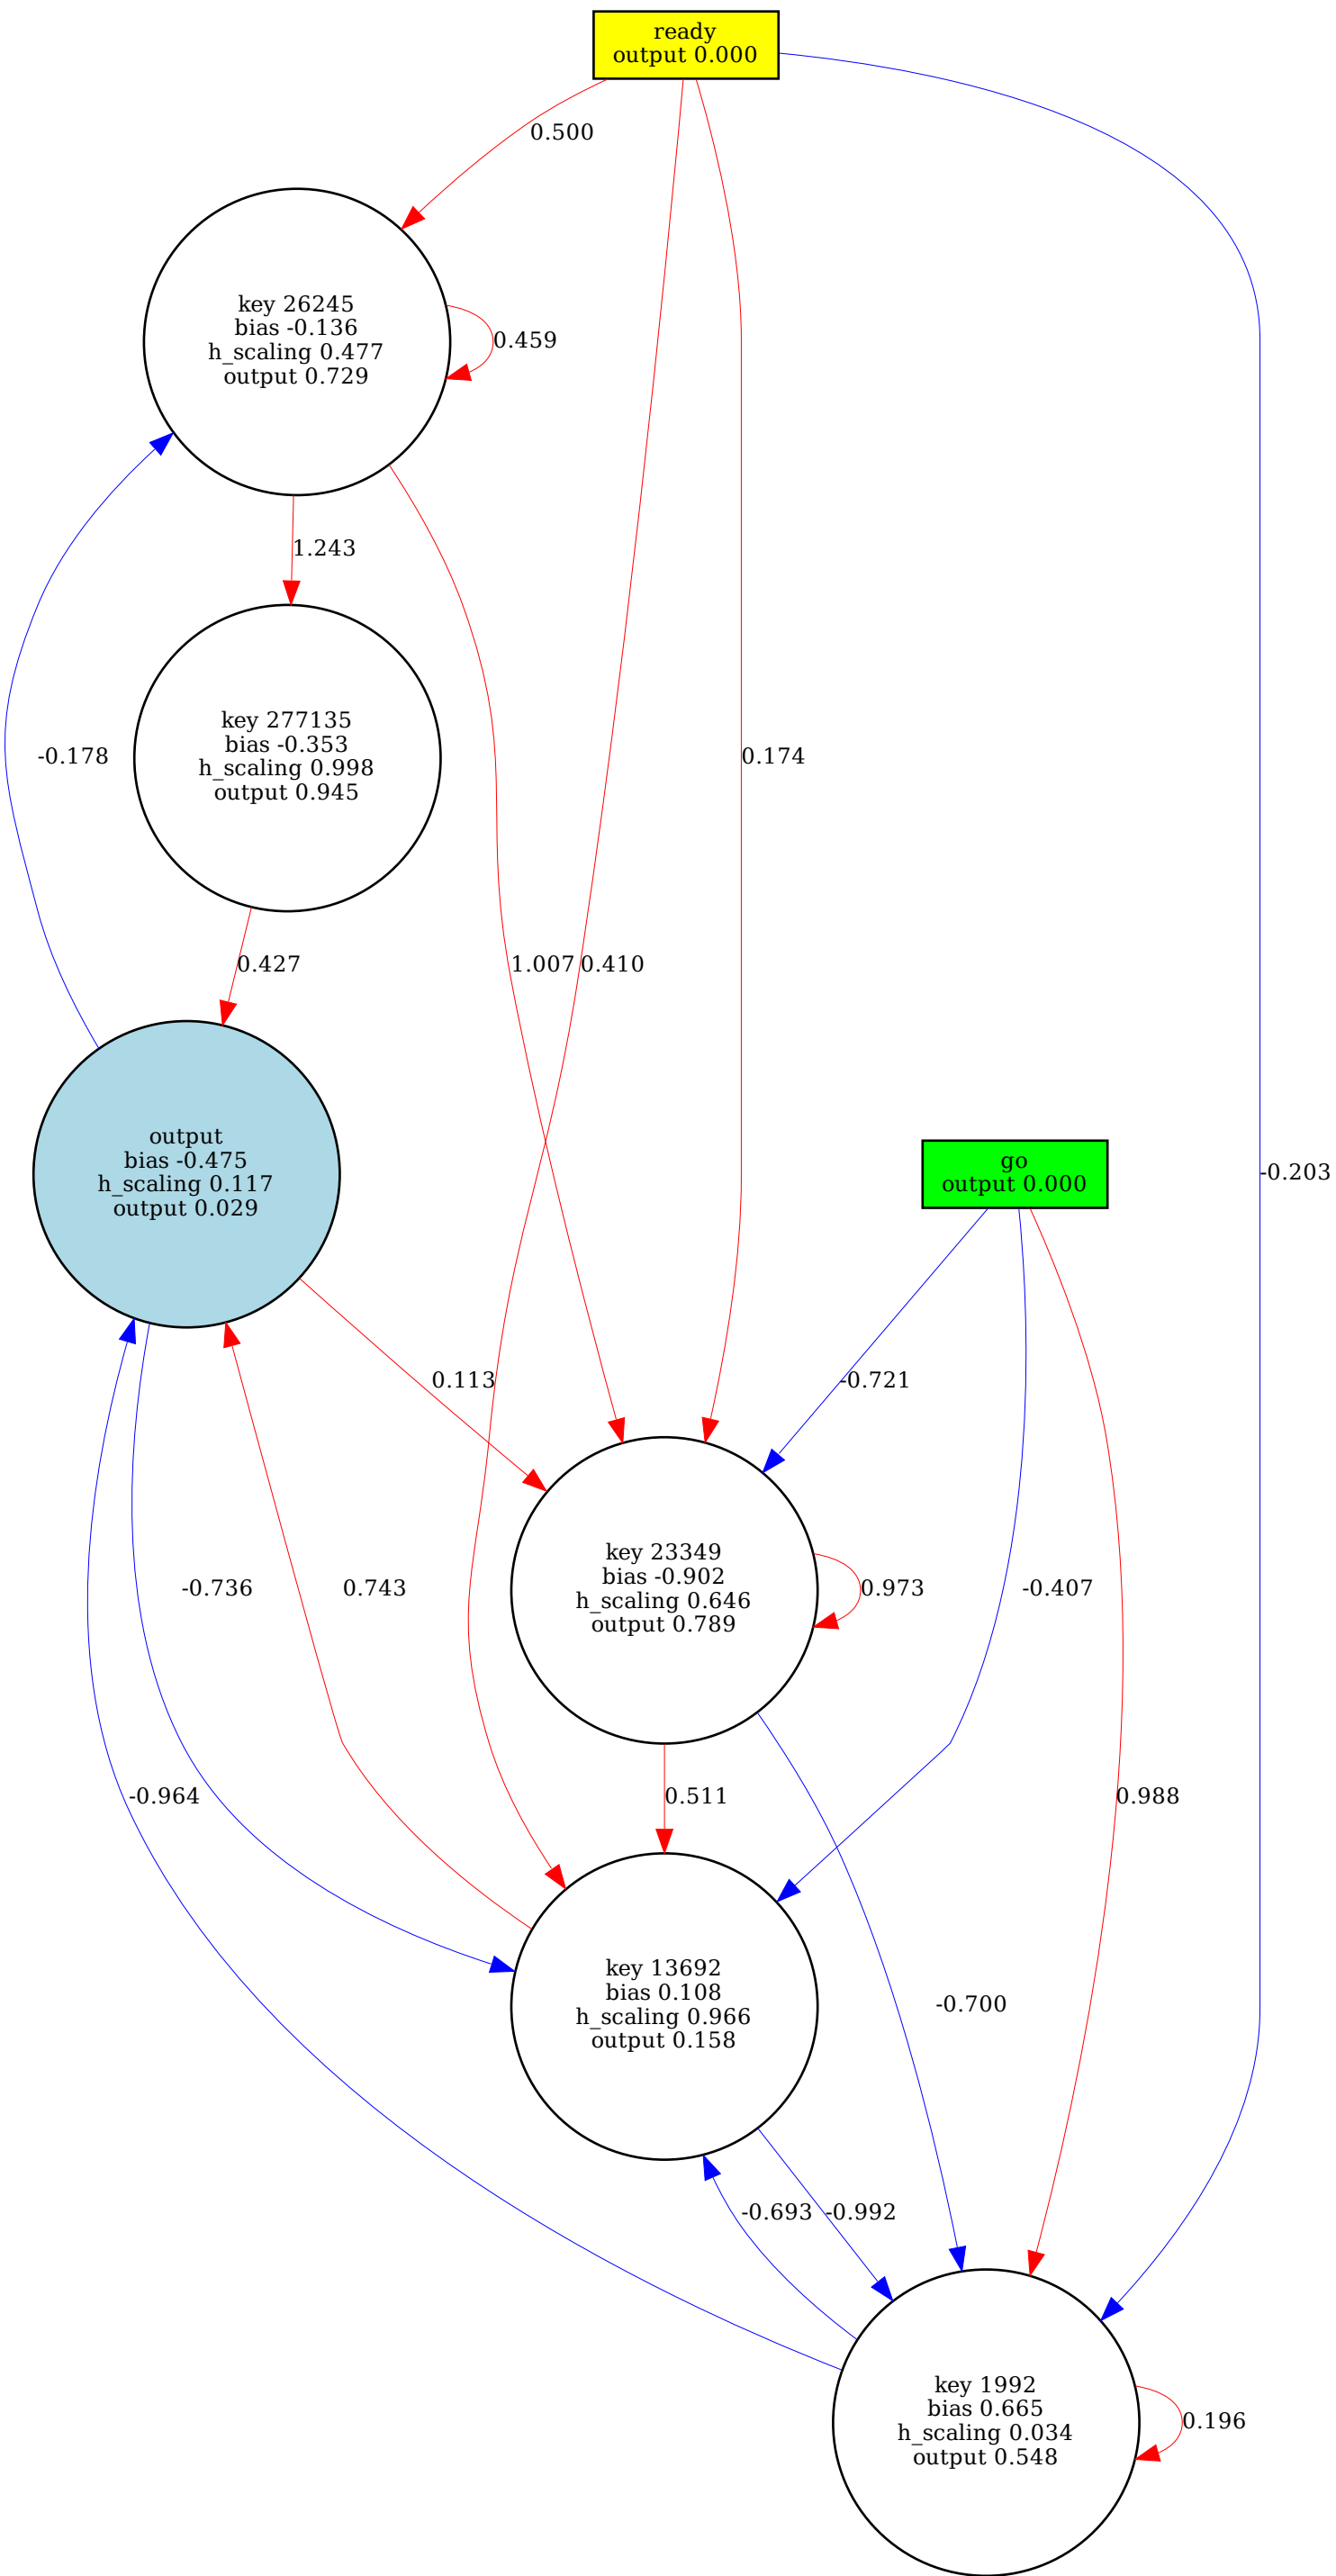 ready
output 0.000
0.500
key 26245
bias -0.136
h_scaling 0.477
output 0.729
0.459
1.243
key 277135
bias -0.353
h_scaling 0.998
output 0.945
-0.178
0.174
0.427
1.007
0.410
output
bias -0.475
h_scaling 0.117
output 0.029
go
output 0.000
-0.203
0.113
-0.721
key 23349
bias -0.902
h_scaling 0.646
output 0.789
-0.736
0.743
0.973
-0.407
-0.964
0.511
0.988
key 13692
bias 0.108
h_scaling 0.966
output 0.158
-0.700
-0.693
-0.992
key 1992
bias 0.665
h_scaling 0.034
output 0.548
0.196